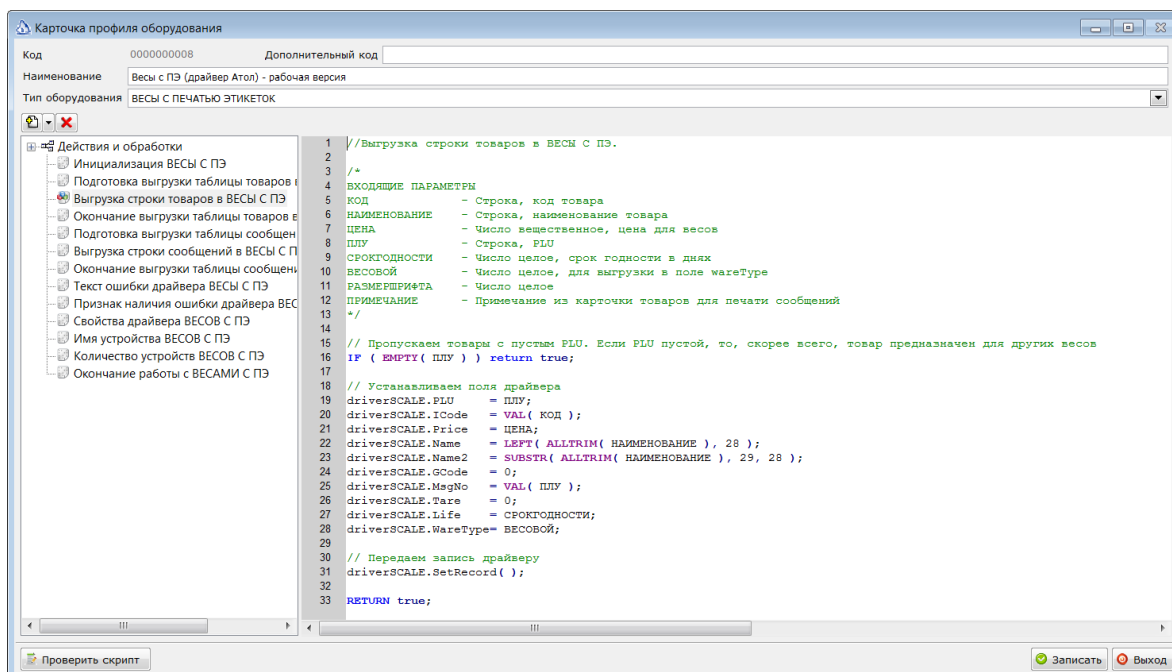 Карточка профиля оборудования
Код 0000000008 Дополнительный код
Наименование Весы с ПЭ (драйвер Атол) - рабочая версия
Тип оборудования ВЕСЫ С ПЕЧАТЬЮ ЭТИКЕТОК
Действия и обработки
Инициализация ВЕСЫ С ПЭ
Подготовка выгрузки таблицы товаров в
Выгрузка строки товаров в ВЕСЫ С ПЭ
Окончание выгрузки таблицы товаров в
Подготовка выгрузки таблицы сообщен
Выгрузка строки сообщений в ВЕСЫ С П
Окончание выгрузки таблицы сообщени
Текст ошибки драйвера ВЕСЫ С ПЭ
Признак наличия ошибки драйвера ВЕС
Свойства драйвера ВЕСОВ С ПЭ
Имя устройства ВЕСОВ С ПЭ
Количество устройств ВЕСОВ С ПЭ
Окончание работы с ВЕСАМИ С ПЭ
1 //Выгрузка строки товаров в ВЕСЫ С ПЭ.
2
3 /*
4 ВХОДЯЩИЕ ПАРАМЕТРЫ
5 КОД - Строка, код товара
6 НАИМЕНОВАНИЕ - Строка, наименование товара
7 ЦЕНА - Число вещественное, цена для весов
8 ПЛУ - Строка, PLU
9 СРОКГОДНОСТИ - Число целое, срок годности в днях
10 ВЕСОВОЙ - Число целое, для выгрузки в поле wareType
11 РАЗМЕРШРИФТА - Число целое
12 ПРИМЕЧАНИЕ - Примечание из карточки товаров для печати сообщений
13 */
14
15 // Пропускаем товары с пустым PLU. Если PLU пустой, то, скорее всего, товар предназначен для других весов
16 IF ( EMPTY( ПЛУ ) ) return true;
17
18 // Устанавливаем поля драйвера
19 driverSCALE.PLU = ПЛУ;
20 driverSCALE.ICode = VAL( КОД );
21 driverSCALE.Price = ЦЕНА;
22 driverSCALE.Name = LEFT( ALLTRIM( НАИМЕНОВАНИЕ ), 28 );
23 driverSCALE.Name2 = SUBSTR( ALLTRIM( НАИМЕНОВАНИЕ ), 29, 28 );
24 driverSCALE.GCode = 0;
25 driverSCALE.MsgNo = VAL( ПЛУ );
26 driverSCALE.Tare = 0;
27 driverSCALE.Life = СРОКГОДНОСТИ;
28 driverSCALE.WareType= ВЕСОВОЙ;
29
30 // Передаем запись драйверу
31 driverSCALE.SetRecord( );
32
33 RETURN true;
Проверить скрипт Записать Выход